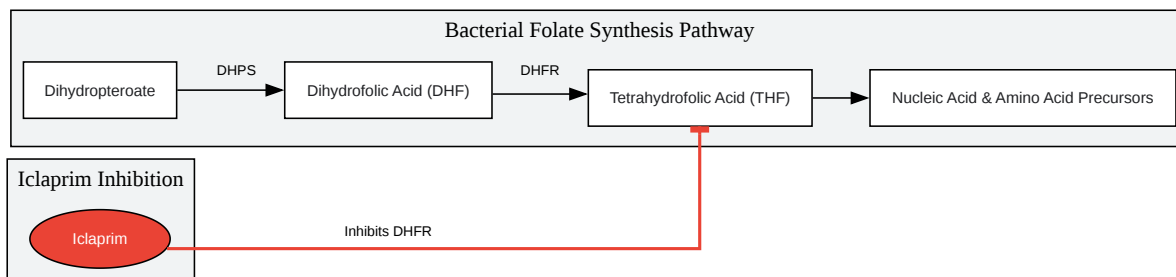 Bacterial Folate Synthesis Pathway
DHPS
DHFR
Dihydropteroate
Dihydrofolic Acid (DHF)
Tetrahydrofolic Acid (THF)
Nucleic Acid & Amino Acid Precursors
Iclaprim Inhibition
Iclaprim
Inhibits DHFR